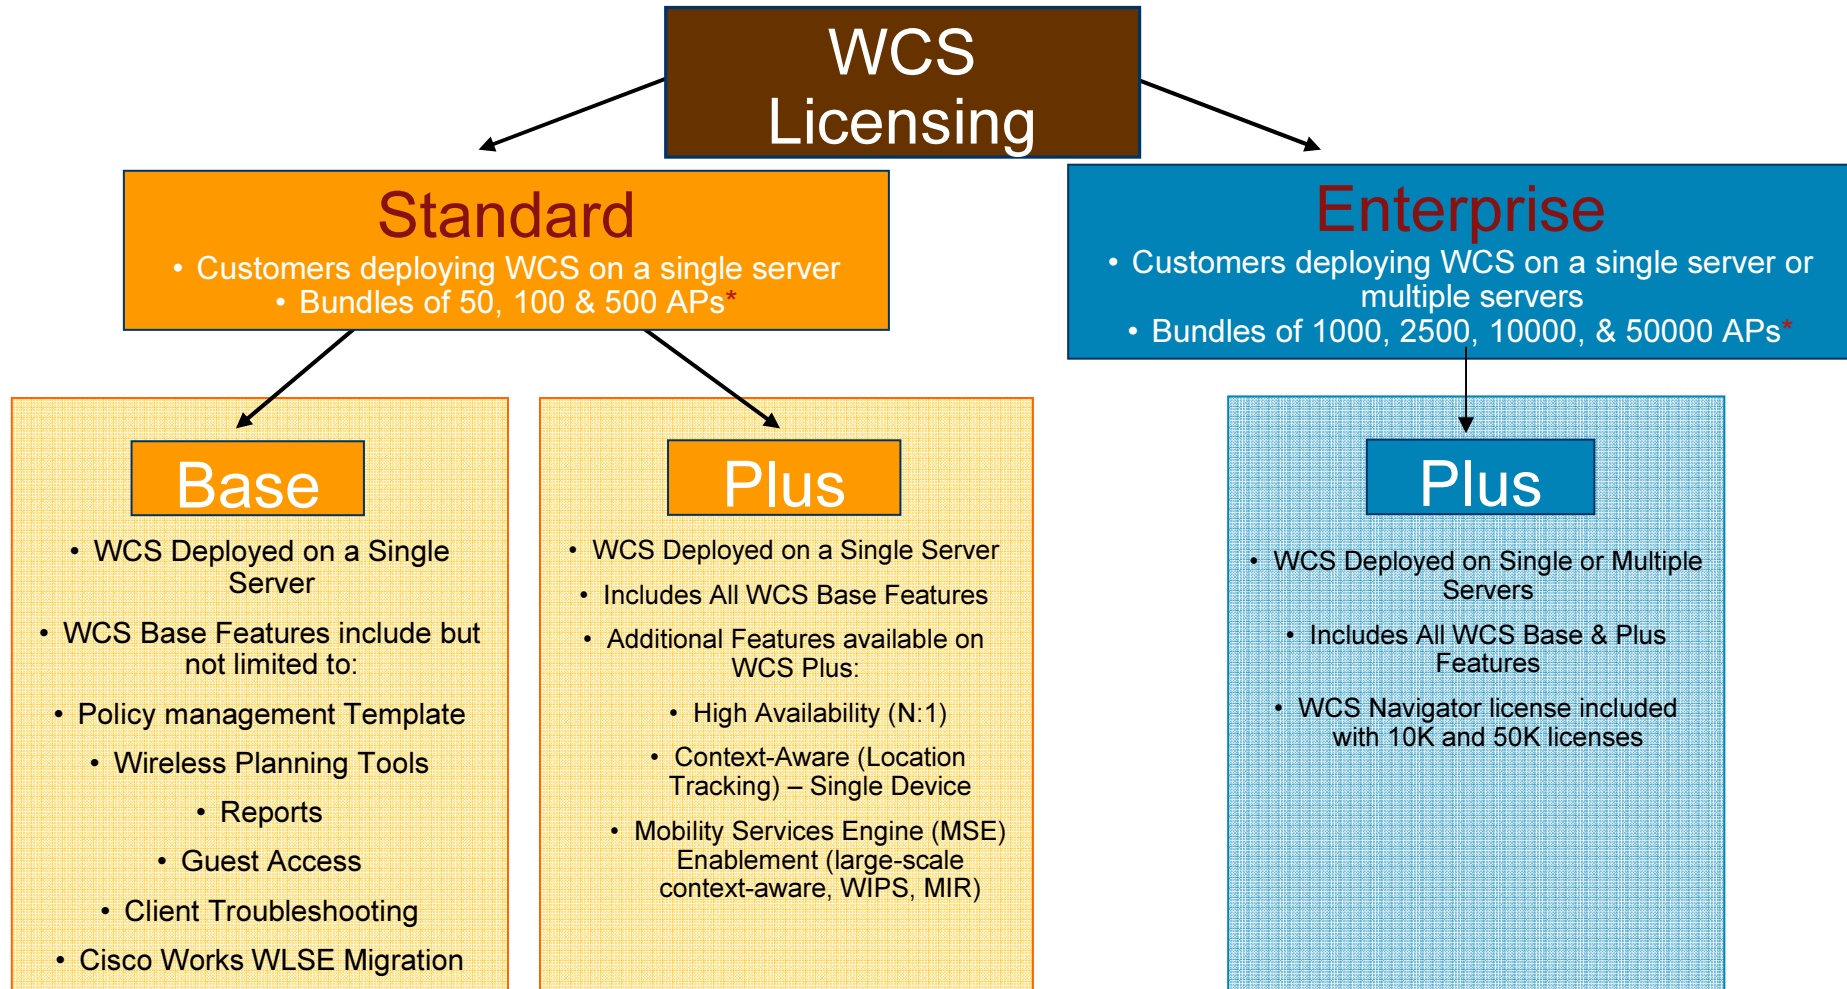 WCS
Licensing
Standard
• Customers deploying WCS on a single server
• Bundles of 50, 100 & 500 APs*
Enterprise
• Customers deploying WCS on a single server or
multiple servers
• Bundles of 1000, 2500, 10000, & 50000 APs*
Base
• WCS Deployed on a Single
Server
• WCS Base Features include but
not limited to:
• Policy management Template
• Wireless Planning Tools
• Reports
• Guest Access
• Client Troubleshooting
• Cisco Works WLSE Migration
Plus
• WCS Deployed on a Single Server
• Includes All WCS Base Features
• Additional Features available on
WCS Plus:
• High Availability (N:1)
• Context-Aware (Location
Tracking) – Single Device
• Mobility Services Engine (MSE)
Enablement (large-scale
context-aware, WIPS, MIR)
Plus
• WCS Deployed on Single or Multiple
Servers
• Includes All WCS Base & Plus
Features
• WCS Navigator license included
with 10K and 50K licenses